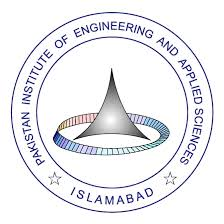 PAKISTAN INSTITUTE OF ENGINEERING AND APPLIED SCIENCES
ISLAMABAD